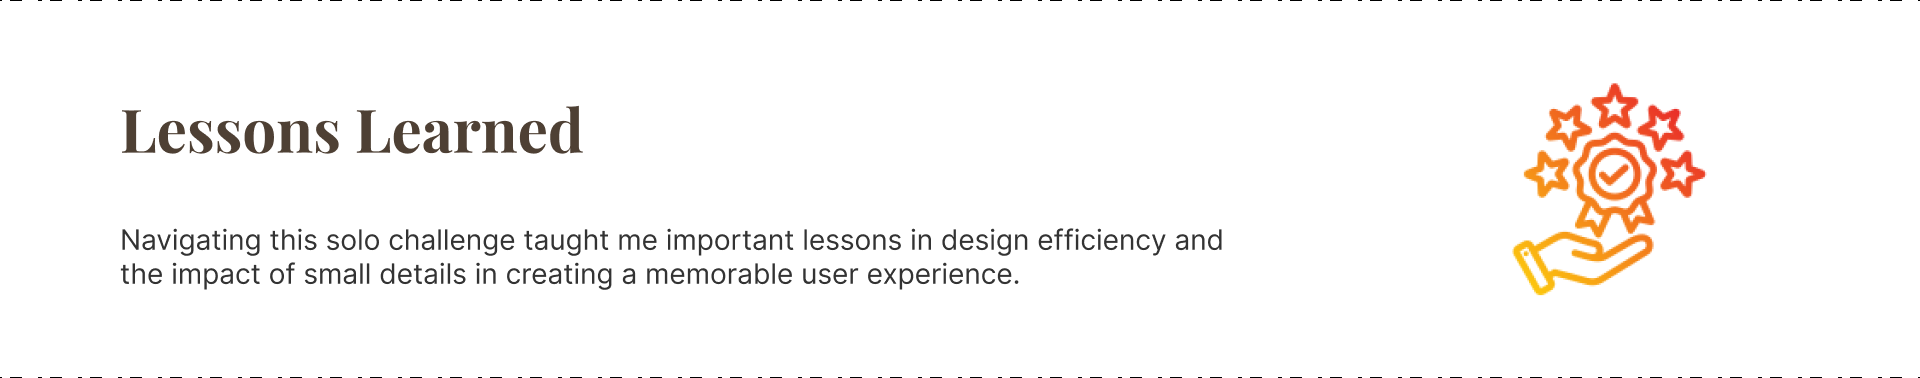 Lessons Learned
Navigating this solo challenge taught me important lessons in design efficiency and
the impact of small details in creating a memorable user experience.